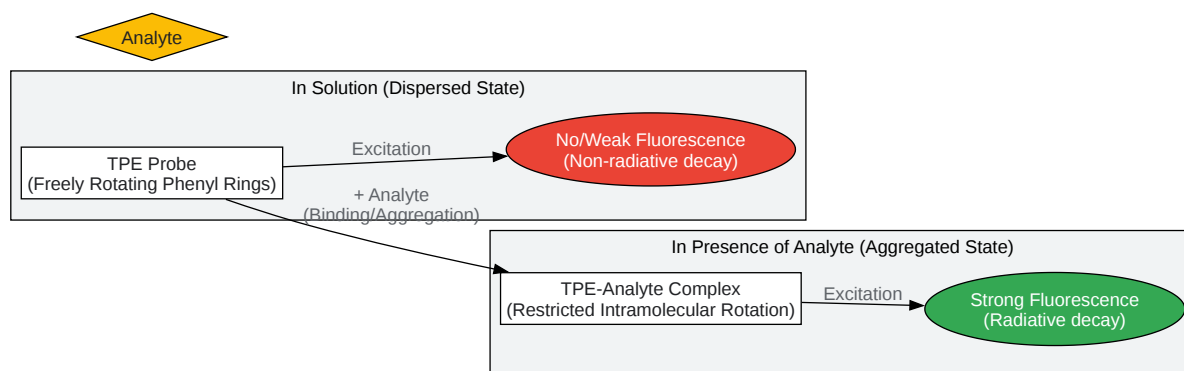 Analyte
In Solution (Dispersed State)
TPE Probe
(Freely Rotating Phenyl Rings)
Excitation
No/Weak Fluorescence
(Non-radiative decay)
+ Analyte
(Binding/Aggregation)
In Presence of Analyte (Aggregated State)
TPE-Analyte Complex
(Restricted Intramolecular Rotation)
Excitation
Strong Fluorescence
(Radiative decay)